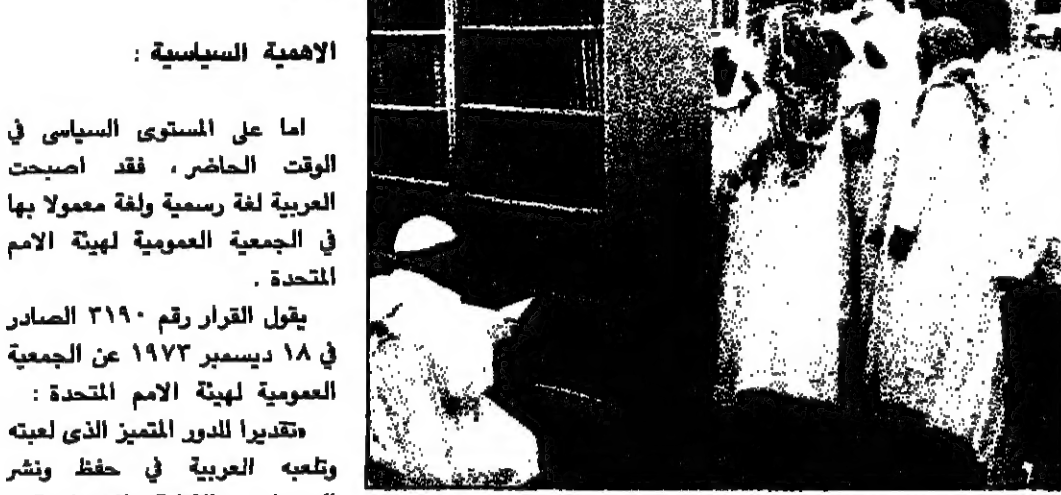 الاهمية السياسية :
اما على المستوى السياسى في
الوقت الحاضر، فقد اصبحت
العربية لغة رسمية ولغة معمولا بها
في الجمعية العمومية لهيئة الامم
المتحدة .
يقول القرار رقم ٣١٩٠ الصادر
في ١٨ ديسمبر ١٩٧٣ عن الجمعية
العمومية لهيئة الامم المتحدة :
«تقديرا للدور المتميز الذى لعبته
وتلعبه العربية في حفظ ونشر